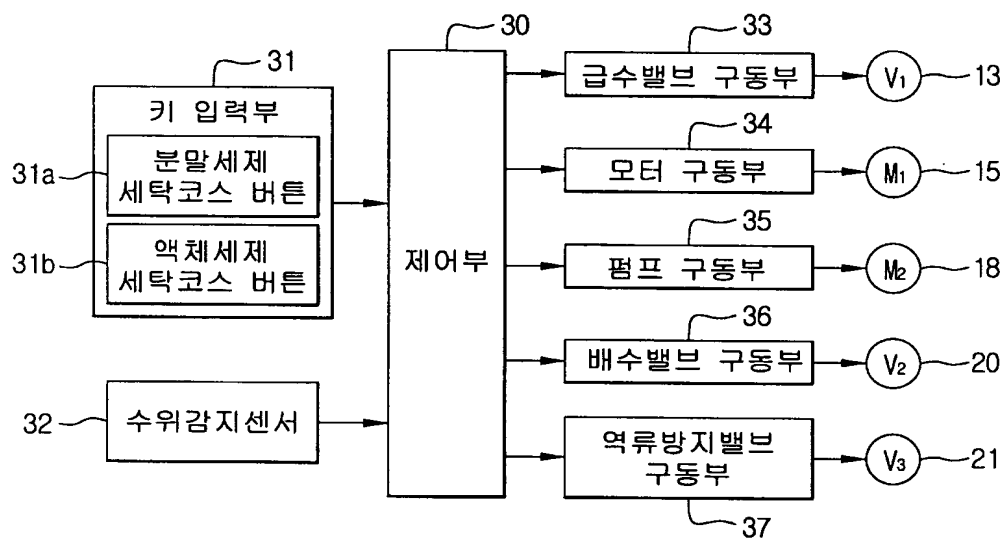 30
31
키 입력부
31a
분말세제
세탁코스 버튼
31b
액체세제
세탁코스 버튼
32
수위감지센서
제어부
33
급수밸브 구동부
V1
13
34
모터 구동부
M1
15
35
펌프 구동부
M2
18
36
배수밸브 구동부
V2
20
역류방지밸브
구동부
V3
21
37